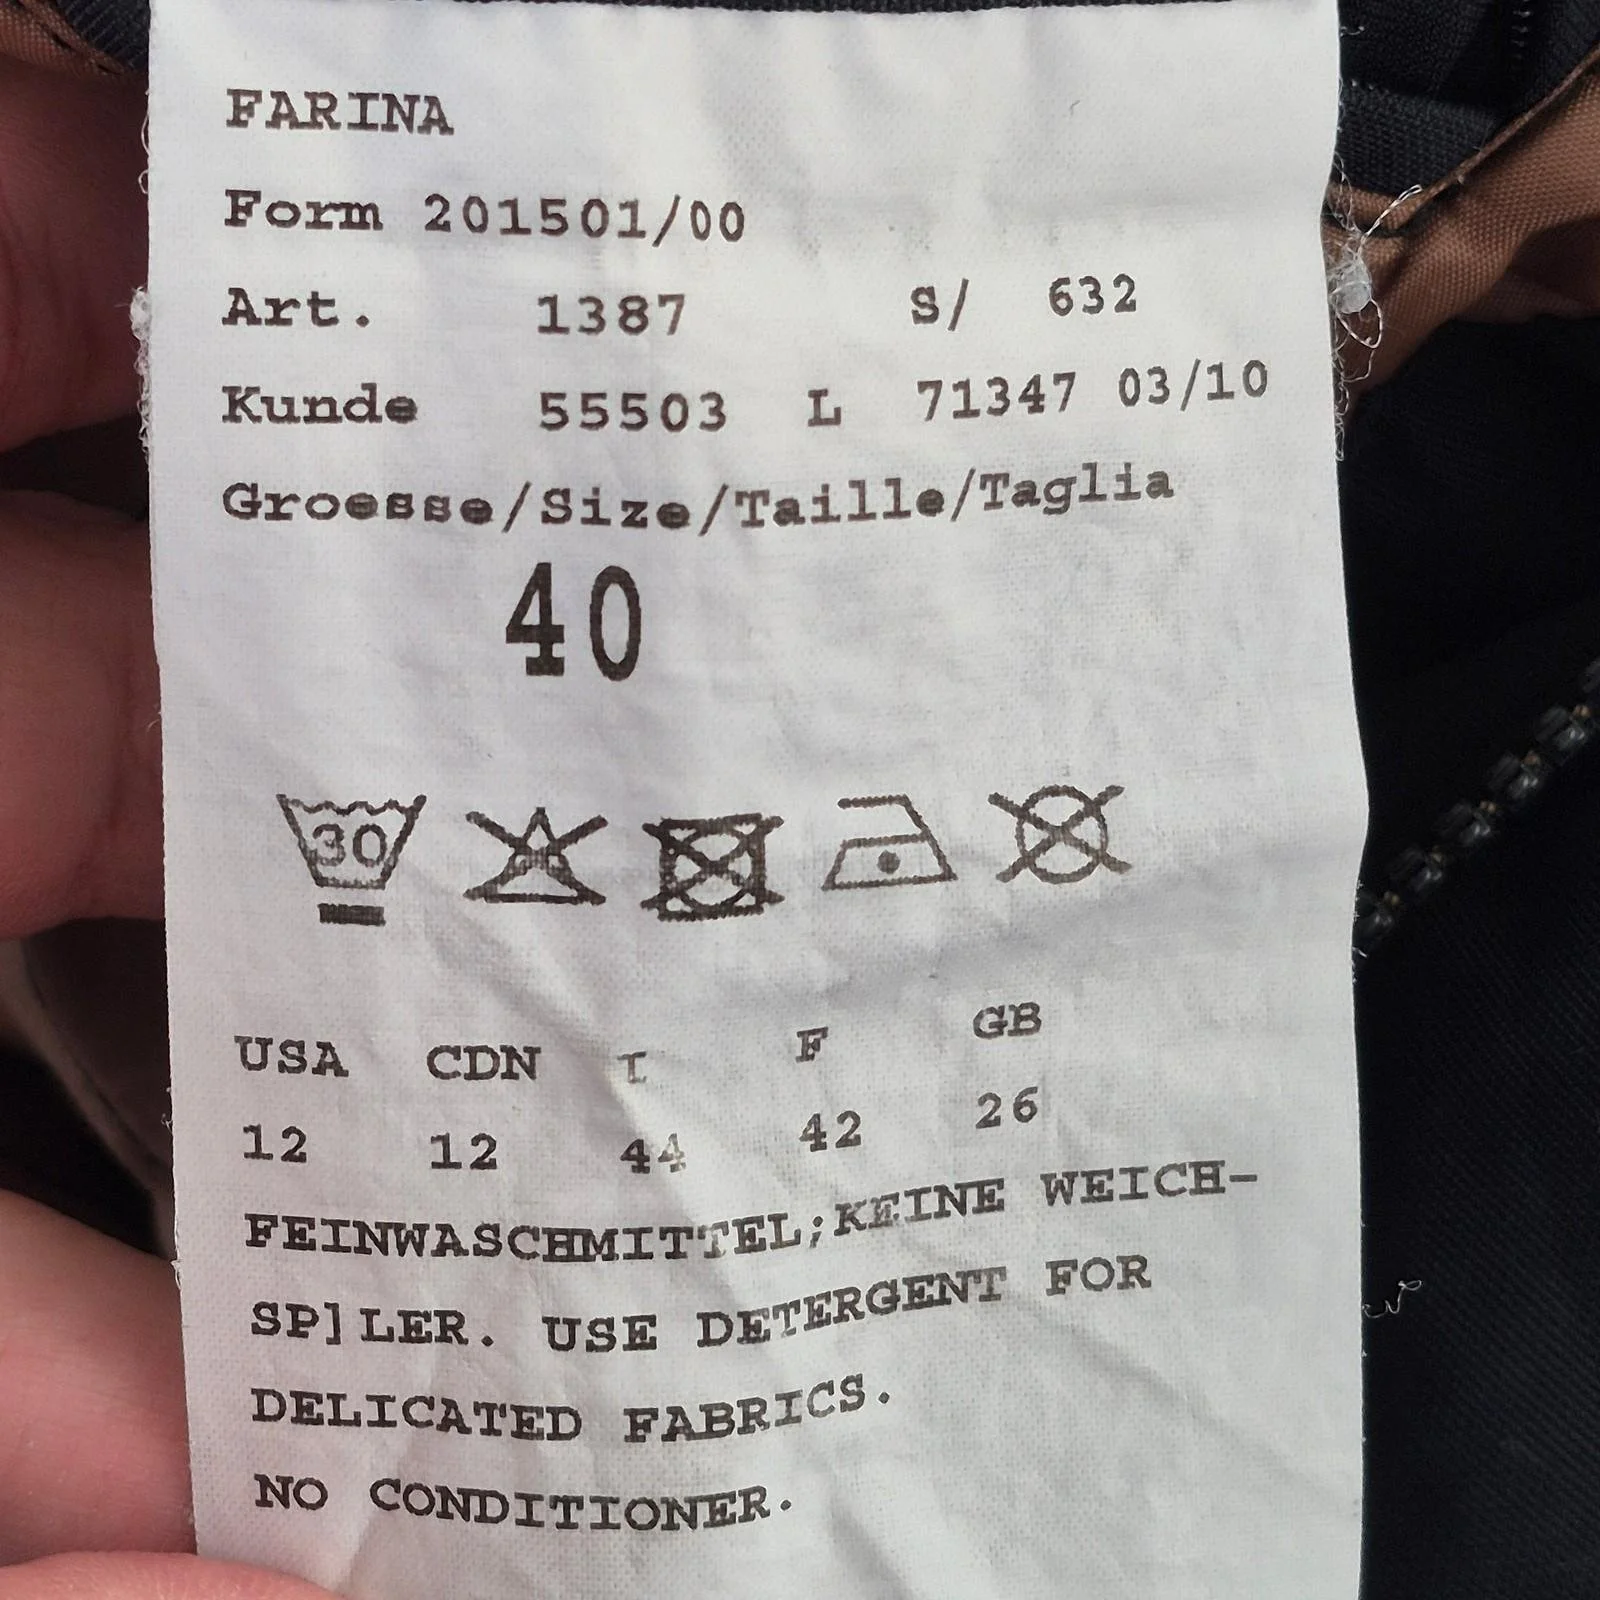 FARINA
Form 201501/00
Art. 1387 S/ 632
Kunde 55503 L 71347 03/10
Groesse/Size/Taille/Taglia
40
30
USA CDN I F GB
12 12 44 42 26
FEINWASCHMITTEL;KEINE WEICH-
SP]LER. USE DETERGENT FOR
DELICATED FABRICS.
NO CONDITIONER.